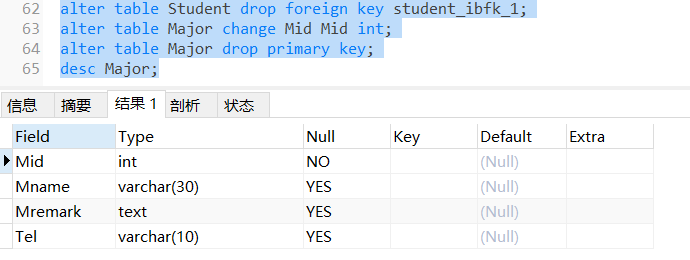 62 alter table Student drop foreign key student_ibfk_1;
63 alter table Major change Mid Mid int;
64 alter table Major drop primary key;
65 desc Major;
信息 摘要 结果 1 剖析 状态
Field Type Null Key Default Extra
Mid int NO (Null)
Mname varchar(30) YES (Null)
Mremark text YES (Null)
Tel varchar(10) YES (Null)